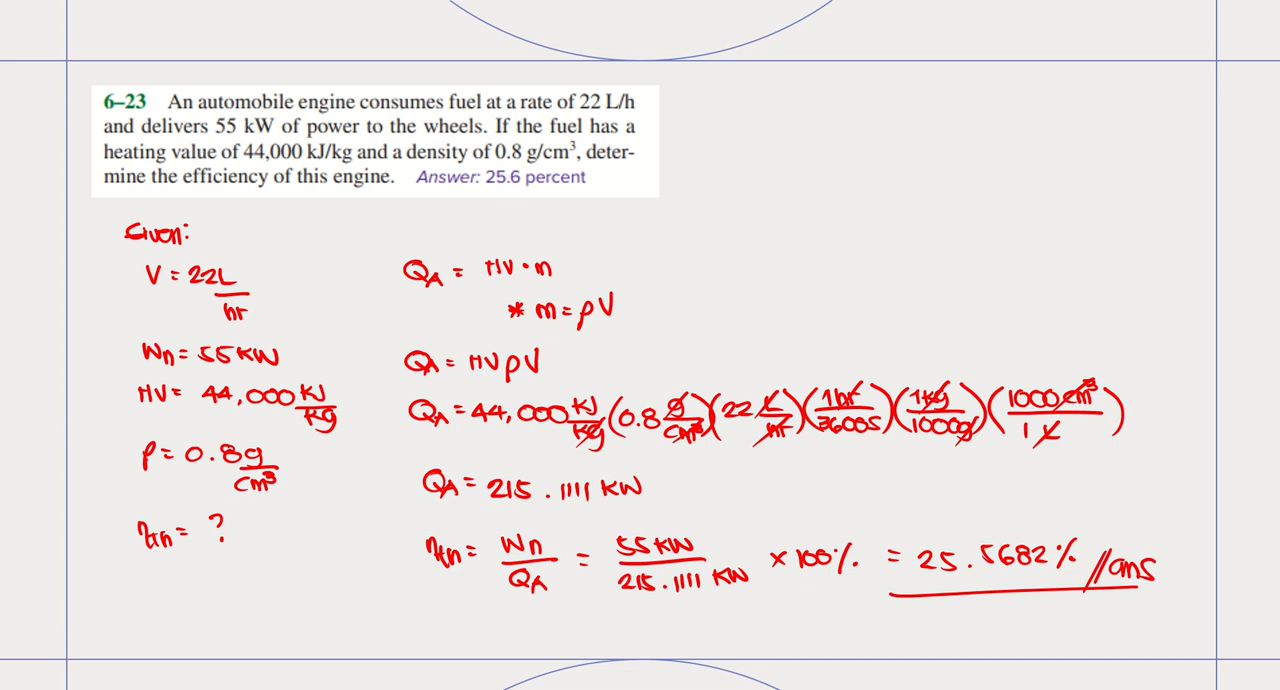 6–23 An automobile engine consumes fuel at a rate of 22 L/h
and delivers 55 kW of power to the wheels. If the fuel has a
heating value of 44,000 kJ/kg and a density of 0.8 g/cm³, deter-
mine the efficiency of this engine. Answer: 25.6 percent
Given:
V = 22L/hr
Wn = 55KW
HV = 44,000 KJ/Kg
ρ = 0.8g/cm³
ηtn = ?
QA = HV · m
* m = ρV
QA = HVρV
QA = 44,000 KJ/Kg (0.8 g/cm³)(22 L/hr)(1hr/3600S)(1Kg/1000g)(1000cm³/1L)
QA = 215.1111 KW
ηtn = Wn/QA = 55KW/215.1111 KW × 100% = 25.5682% //ans